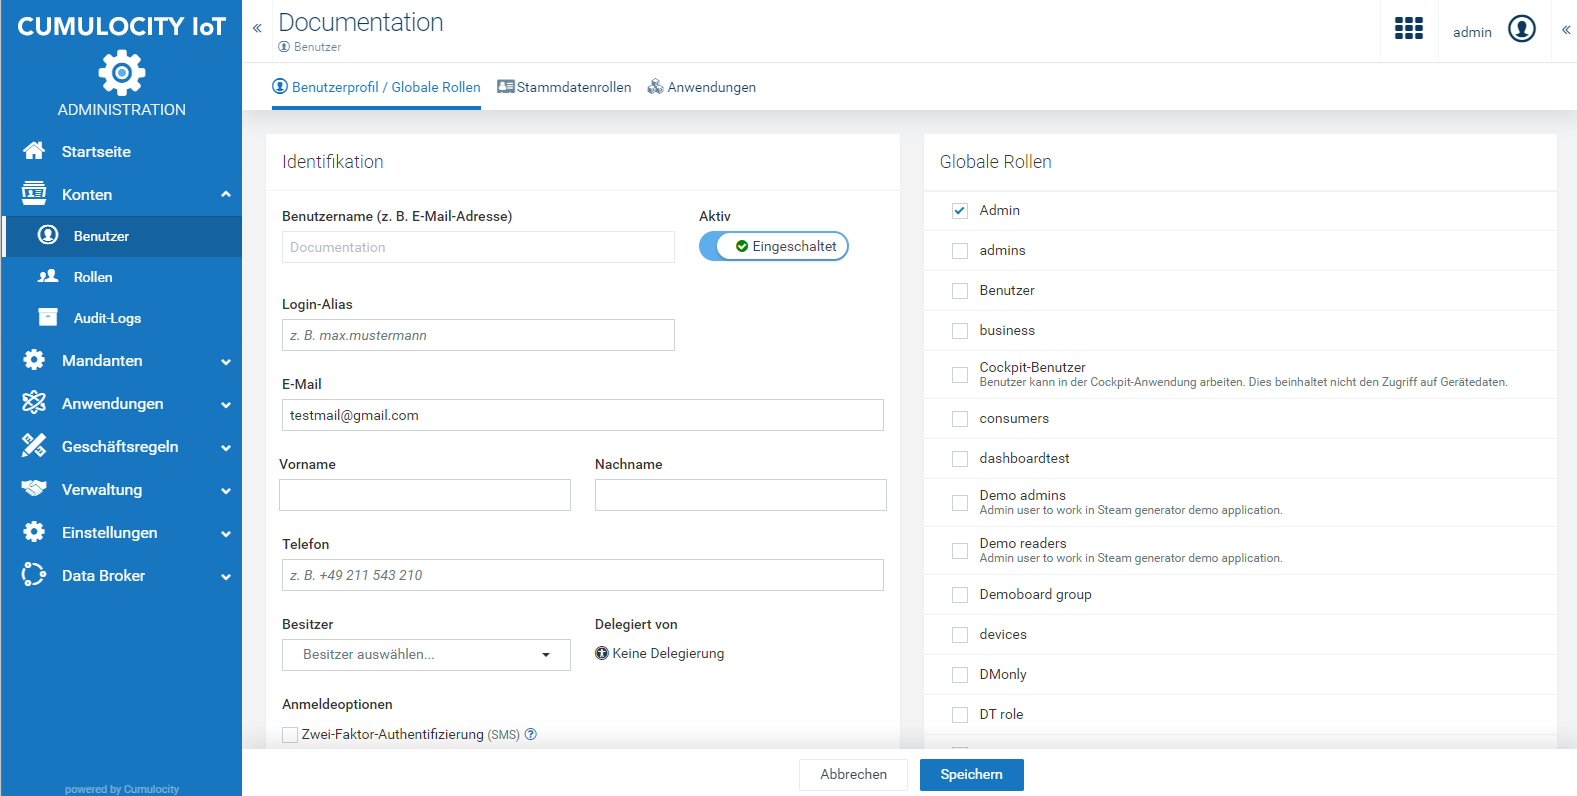 CUMULOCITY IoT
ADMINISTRATION
Startseite
Konten
Benutzer
Rollen
Audit-Logs
Mandanten
Anwendungen
Geschäftsregeln
Verwaltung
Einstellungen
Data Broker
powered by Cumulocity
Documentation
Benutzer
admin
Benutzerprofil / Globale Rollen
Stammdatenrollen
Anwendungen
Identifikation
Benutzername (z. B. E-Mail-Adresse)
Documentation
Aktiv
Eingeschaltet
Login-Alias
z. B. max.mustermann
E-Mail
testmail@gmail.com
Vorname
Nachname
Telefon
z. B. +49 211 543 210
Besitzer
Besitzer auswählen...
Delegiert von
Keine Delegierung
Anmeldeoptionen
Zwei-Faktor-Authentifizierung (SMS)
Globale Rollen
Admin
admins
Benutzer
business
Cockpit-Benutzer
Benutzer kann in der Cockpit-Anwendung arbeiten. Dies beinhaltet nicht den Zugriff auf Gerätedaten.
consumers
dashboardtest
Demo admins
Admin user to work in Steam generator demo application.
Demo readers
Admin user to work in Steam generator demo application.
Demoboard group
devices
DMonly
DT role
Abbrechen
Speichern